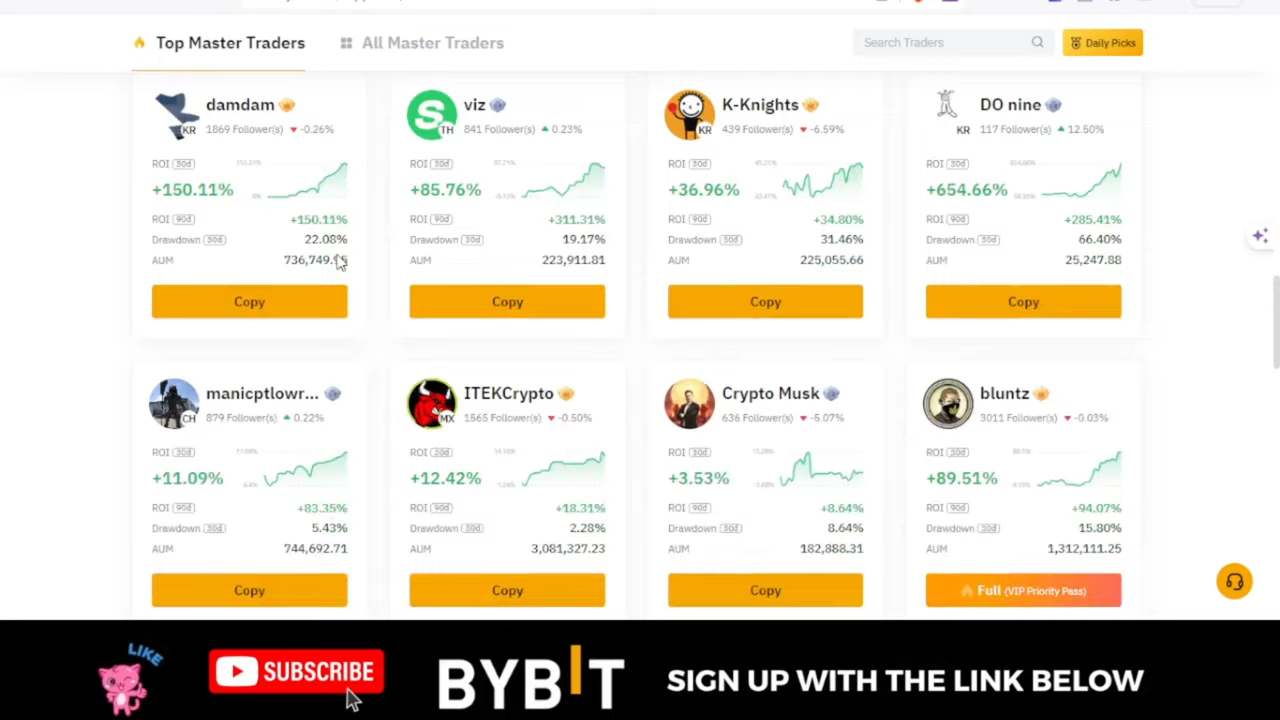 Top Master Traders
All Master Traders
Search Traders
Daily Picks
damdam
KR
1869 Follower(s) -0.26%
ROI 30d
+150.11%
ROI 90d +150.11%
Drawdown 30d 22.08%
AUM 736,749.
Copy
viz
TH
841 Follower(s) 0.23%
ROI 30d
+85.76%
ROI 90d +311.31%
Drawdown 30d 19.17%
AUM 223,911.81
Copy
K-Knights
KR
439 Follower(s) -6.59%
ROI 30d
+36.96%
ROI 90d +34.80%
Drawdown 30d 31.46%
AUM 225,055.66
Copy
DO nine
KR
117 Follower(s) 12.50%
ROI 30d
+654.66%
ROI 90d +285.41%
Drawdown 30d 66.40%
AUM 25,247.88
Copy
manicptlowr...
CH
879 Follower(s) 0.22%
ROI 30d
+11.09%
ROI 90d +83.35%
Drawdown 30d 5.43%
AUM 744,692.71
Copy
ITEKCrypto
MX
1565 Follower(s) -0.50%
ROI 30d
+12.42%
ROI 90d +18.31%
Drawdown 30d 2.28%
AUM 3,081,327.23
Copy
Crypto Musk
636 Follower(s) -5.07%
ROI 30d
+3.53%
ROI 90d +8.64%
Drawdown 30d 8.64%
AUM 182,888.31
Copy
bluntz
3011 Follower(s) -0.03%
ROI 30d
+89.51%
ROI 90d +94.07%
Drawdown 30d 15.80%
AUM 1,312,111.25
Full (VIP Priority Pass)
LIKE
SUBSCRIBE
BYBIT
SIGN UP WITH THE LINK BELOW